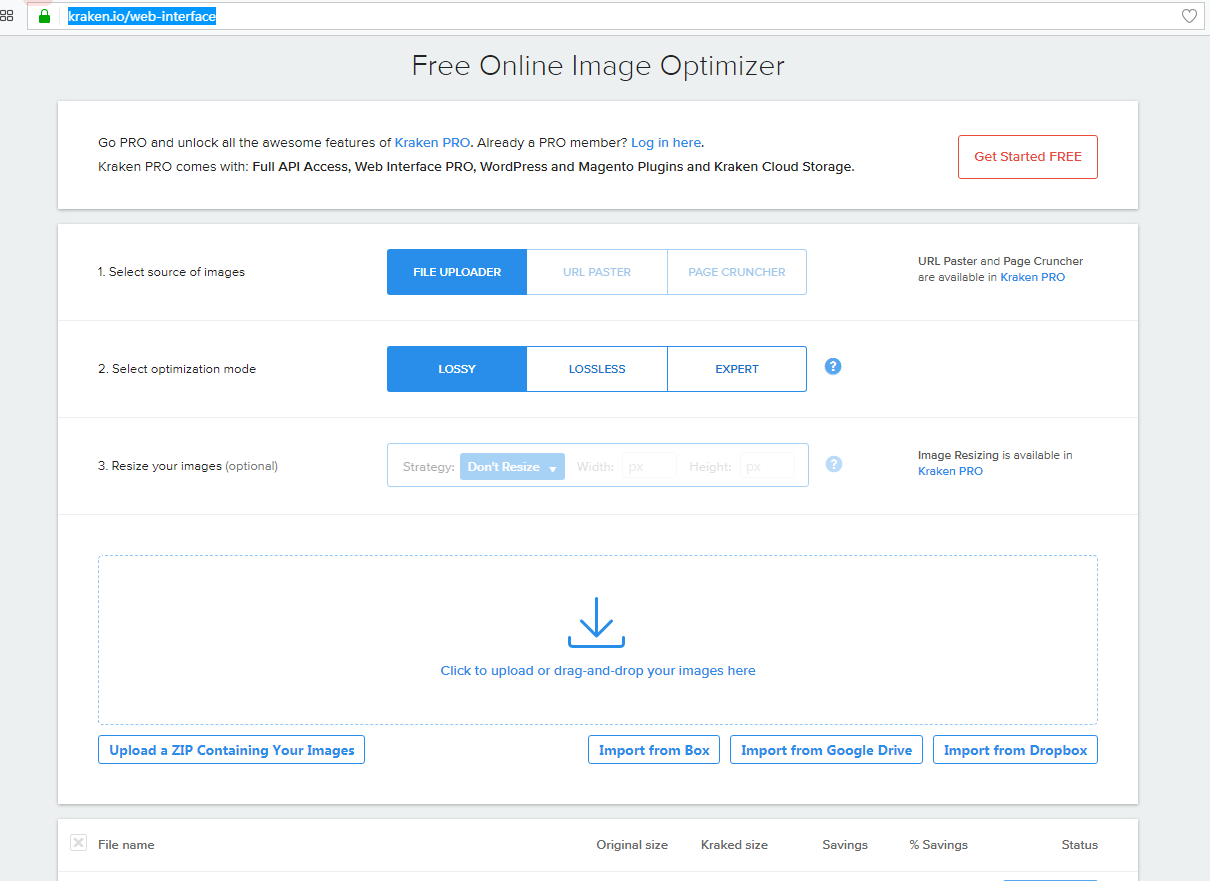 kraken.io/web-interface
Free Online Image Optimizer
Go PRO and unlock all the awesome features of Kraken PRO. Already a PRO member? Log in here.
Kraken PRO comes with: Full API Access, Web Interface PRO, WordPress and Magento Plugins and Kraken Cloud Storage.
Get Started FREE
1. Select source of images
FILE UPLOADER
URL PASTER
PAGE CRUNCHER
URL Paster and Page Cruncher
are available in Kraken PRO
2. Select optimization mode
LOSSY
LOSSLESS
EXPERT
?
3. Resize your images (optional)
Strategy:
Don't Resize
Width:
px
Height:
px
?
Image Resizing is available in
Kraken PRO
Click to upload or drag-and-drop your images here
Upload a ZIP Containing Your Images
Import from Box
Import from Google Drive
Import from Dropbox
File name
Original size
Kraked size
Savings
% Savings
Status